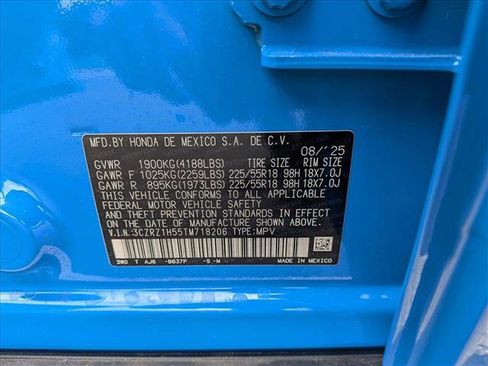 MFD.BY HONDA DE MEXICO S.A. DE C.V.
08/'25
GVWR 1900KG(4188LBS) TIRE SIZE RIM SIZE
GAWR F 1025KG(2259LBS) 225/55R18 98H 18X7.0J
GAWR R 895KG(1973LBS) 225/55R18 98H 18X7.0J
THIS VEHICLE CONFORMS TO ALL APPLICABLE
FEDERAL MOTOR VEHICLE SAFETY
STANDARDS IN EFFECT ON THE DATE OF
MANUFACTURE SHOWN ABOVE.
V.I.N.:3CZRZ1H55TM718206 TYPE:MPV
3W0 T AJ6 -B637P -S -M
MADE IN MEXICO